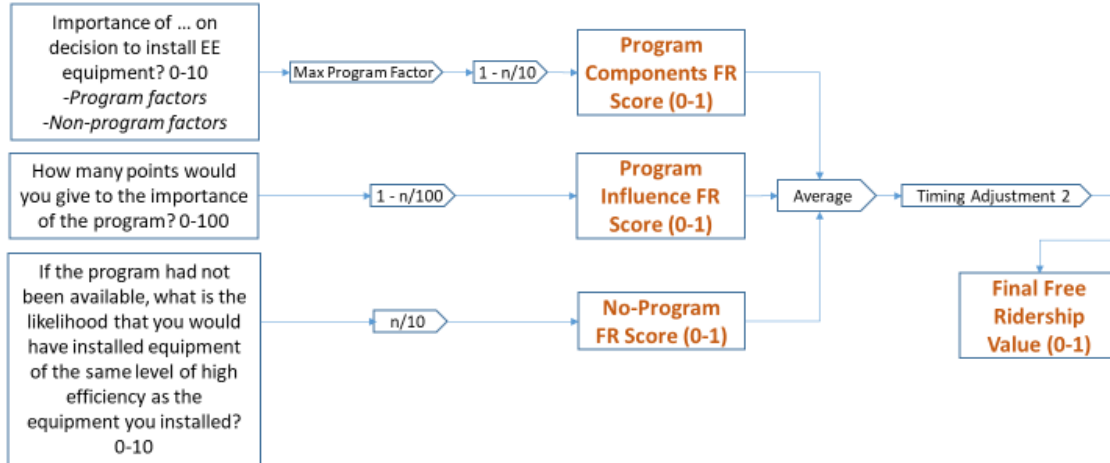 Importance of ... on
decision to install EE
equipment? 0-10
-Program factors
-Non-program factors
Max Program Factor
1 - n/10
Program
Components FR
Score (0-1)
How many points would
you give to the importance
of the program? 0-100
1 - n/100
Program
Influence FR
Score (0-1)
Average
Timing Adjustment 2
If the program had not
been available, what is the
likelihood that you would
have installed equipment
of the same level of high
efficiency as the
equipment you installed?
0-10
n/10
No-Program
FR Score (0-1)
Final Free
Ridership
Value (0-1)